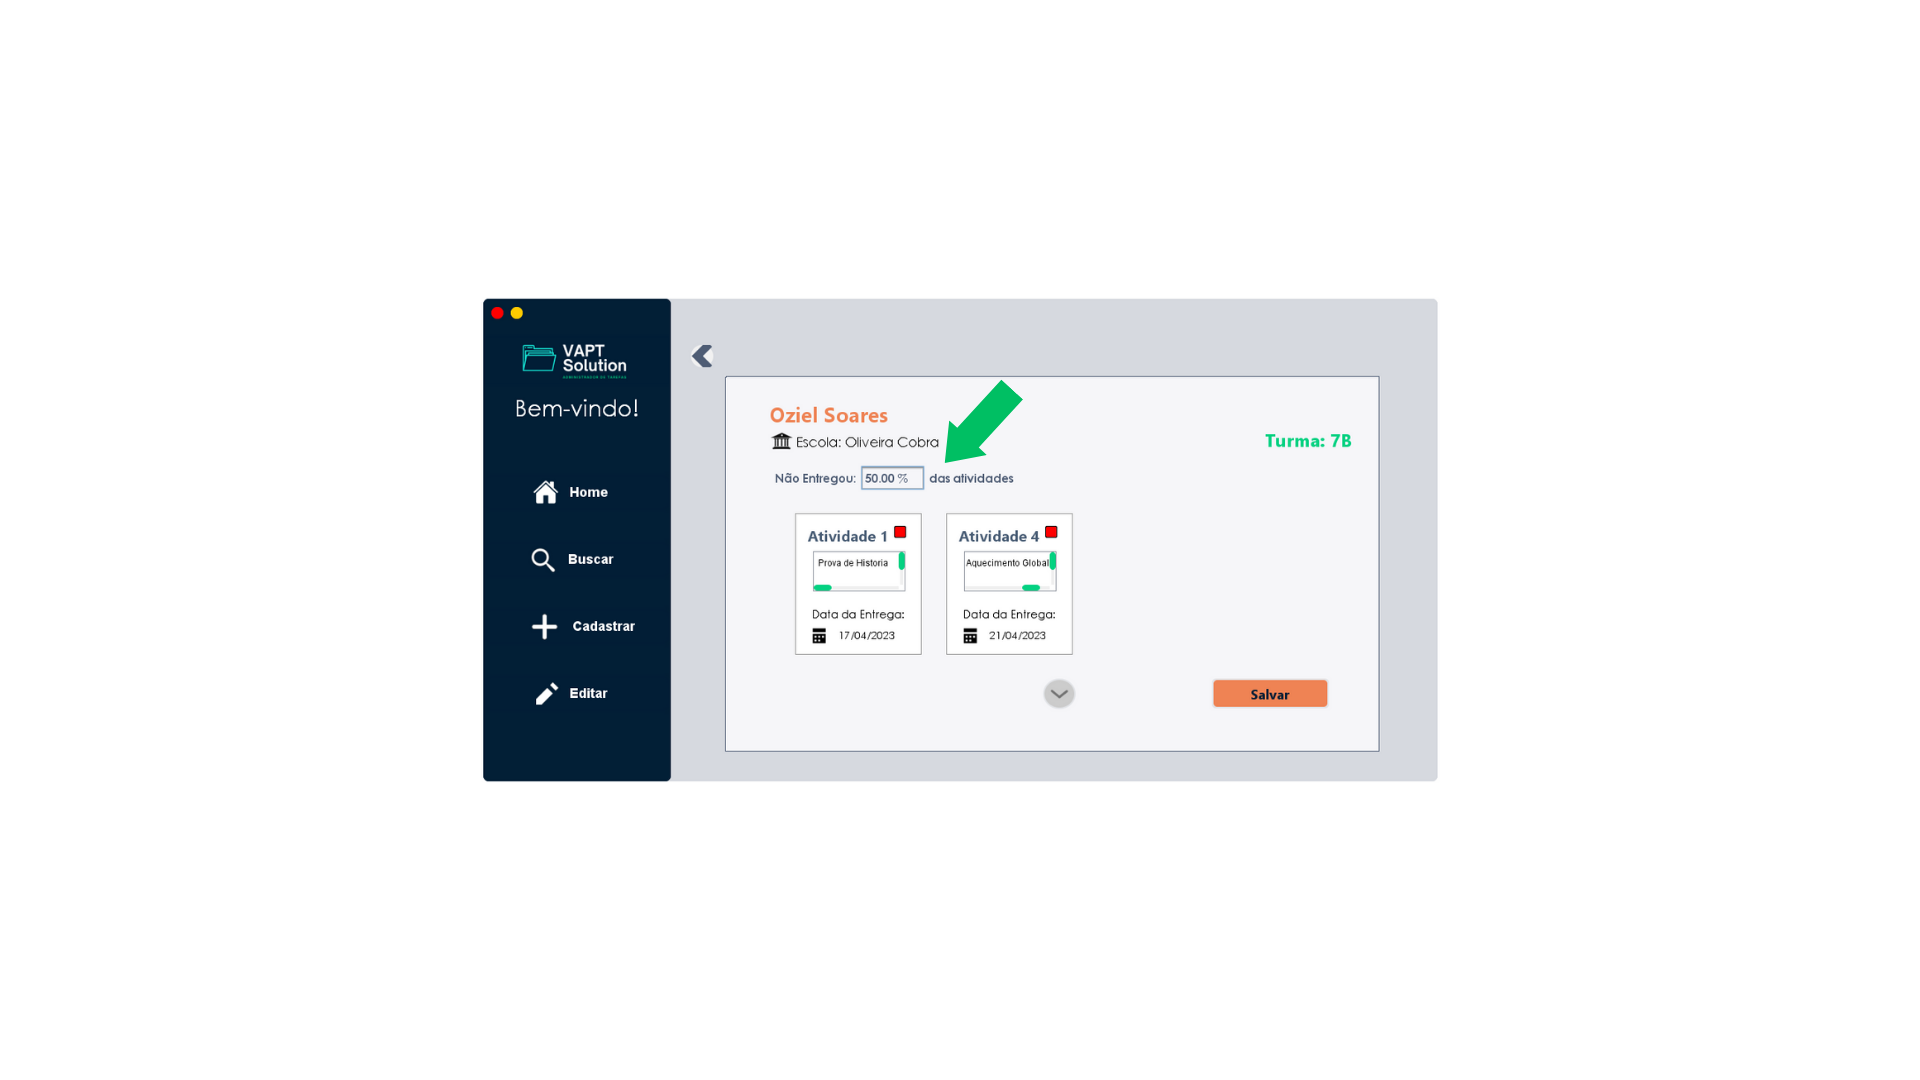 VAPT
Solution
Bem-vindo!
Home
Buscar
Cadastrar
Editar
Oziel Soares
Escola: Oliveira Cobra
Turma: 7B
Não Entregou: 50.00 % das atividades
Atividade 1
Prova de Historia
Data da Entrega:
17/04/2023
Atividade 4
Aquecimento Global
Data da Entrega:
21/04/2023
Salvar